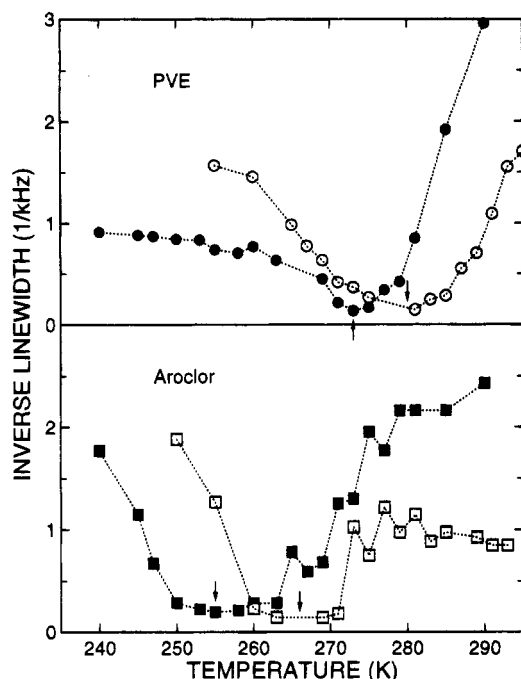 3
PVE
2
1
0
INVERSE LINEWIDTH (1/kHz)
Aroclor
2
1
0
240 250 260 270 280 290
TEMPERATURE (K)